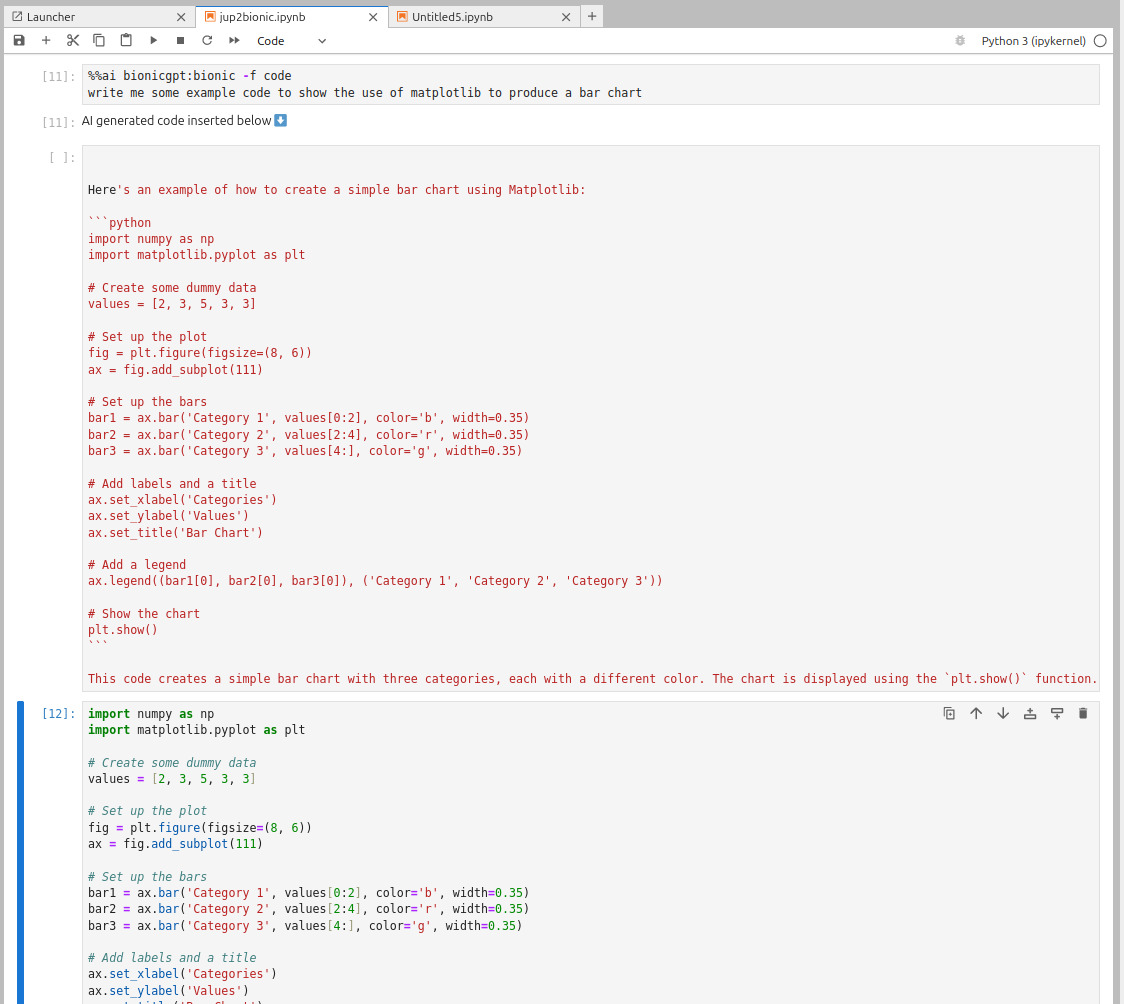 Launcher
jup2bionic.ipynb
Untitled5.ipynb
Code
Python 3 (ipykernel)
[11]:
%%ai bionicgpt:bionic -f code
write me some example code to show the use of matplotlib to produce a bar chart
[11]:
AI generated code inserted below ⬇️
[ ]:
Here's an example of how to create a simple bar chart using Matplotlib:
```python
import numpy as np
import matplotlib.pyplot as plt
# Create some dummy data
values = [2, 3, 5, 3, 3]
# Set up the plot
fig = plt.figure(figsize=(8, 6))
ax = fig.add_subplot(111)
# Set up the bars
bar1 = ax.bar('Category 1', values[0:2], color='b', width=0.35)
bar2 = ax.bar('Category 2', values[2:4], color='r', width=0.35)
bar3 = ax.bar('Category 3', values[4:], color='g', width=0.35)
# Add labels and a title
ax.set_xlabel('Categories')
ax.set_ylabel('Values')
ax.set_title('Bar Chart')
# Add a legend
ax.legend((bar1[0], bar2[0], bar3[0]), ('Category 1', 'Category 2', 'Category 3'))
# Show the chart
plt.show()
```
This code creates a simple bar chart with three categories, each with a different color. The chart is displayed using the `plt.show()` function.
[12]:
import numpy as np
import matplotlib.pyplot as plt
# Create some dummy data
values = [2, 3, 5, 3, 3]
# Set up the plot
fig = plt.figure(figsize=(8, 6))
ax = fig.add_subplot(111)
# Set up the bars
bar1 = ax.bar('Category 1', values[0:2], color='b', width=0.35)
bar2 = ax.bar('Category 2', values[2:4], color='r', width=0.35)
bar3 = ax.bar('Category 3', values[4:], color='g', width=0.35)
# Add labels and a title
ax.set_xlabel('Categories')
ax.set_ylabel('Values')